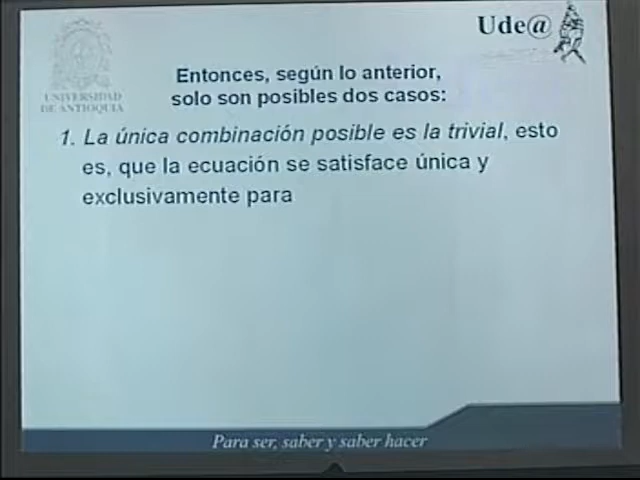 Ude@
UNIVERSIDAD
DE ANTIOQUIA
Entonces, según lo anterior,
solo son posibles dos casos:
1. La única combinación posible es la trivial, esto
es, que la ecuación se satisface única y
exclusivamente para
Para ser, saber y saber hacer